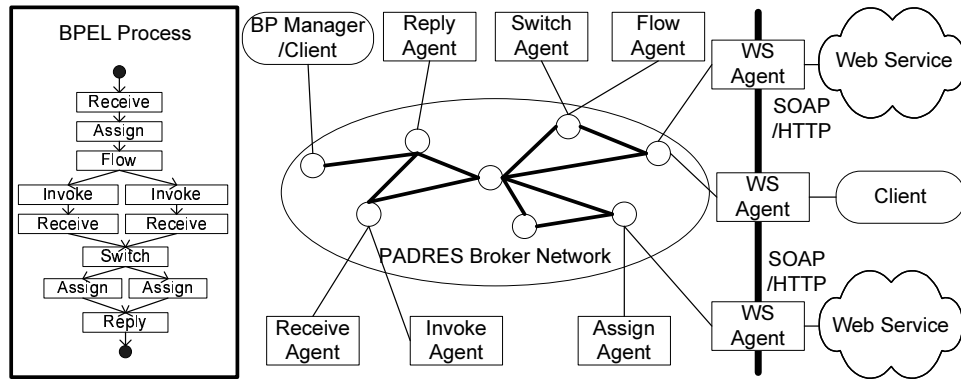 BPEL Process
Receive
Assign
Flow
Invoke Invoke
Receive Receive
Switch
Assign Assign
Reply
BP Manager
/Client
Reply
Agent
Switch
Agent
Flow
Agent
WS
Agent
Web Service
SOAP
/HTTP
WS
Agent
Client
PADRES Broker Network
SOAP
/HTTP
Receive
Agent
Invoke
Agent
Assign
Agent
WS
Agent
Web Service